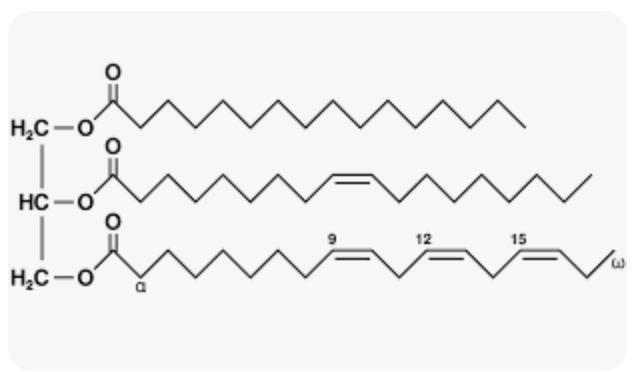 O
H₂C—O
O
HC—O
O 9 12 15
H₂C—O α ω